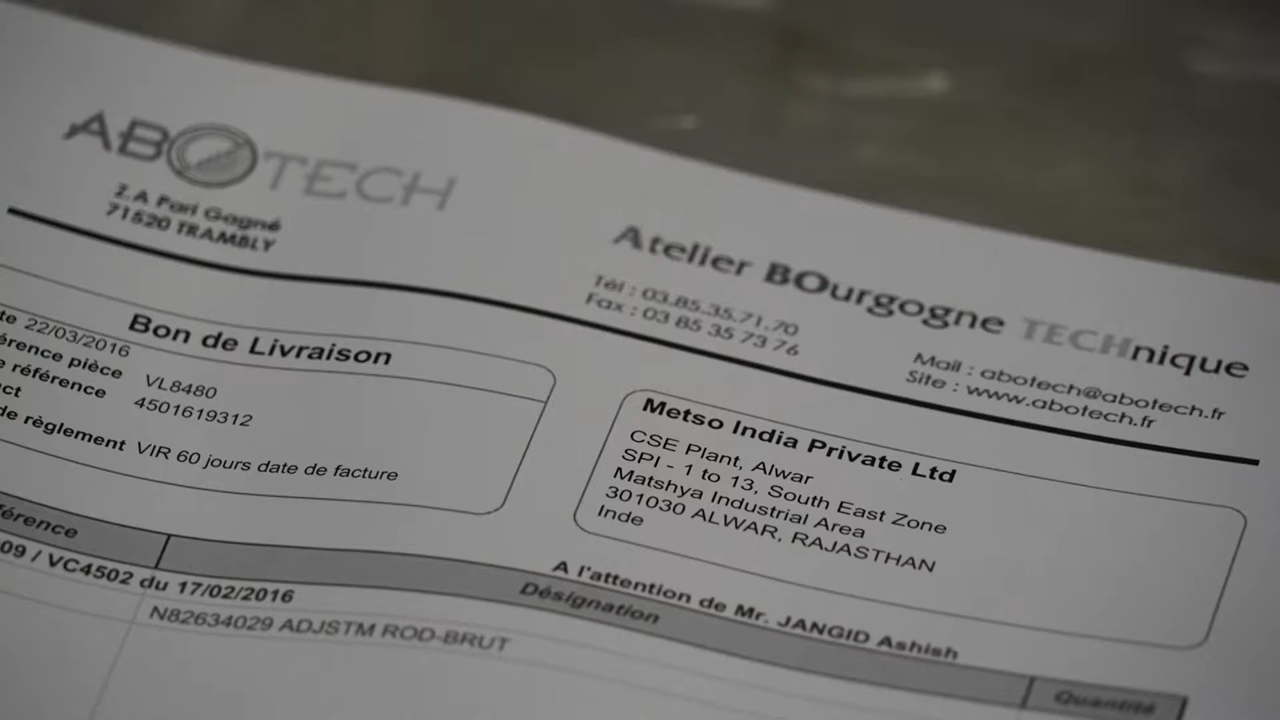 ABOTECH
Z.A Pari Gagné
71520 TRAMBLY
Atelier BOurgogne TECHnique
Tél : 03.85.35.71.70
Fax : 03 85 35 73 76
Mail : abotech@abotech.fr
Site : www.abotech.fr
Bon de Livraison
te 22/03/2016
érence pièce VL8480
e référence 4501619312
ct
de règlement VIR 60 jours date de facture
Metso India Private Ltd
CSE Plant, Alwar
SPI - 1 to 13, South East Zone
Matshya Industrial Area
301030 ALWAR, RAJASTHAN
Inde
A l'attention de Mr. JANGID Ashish
férence Désignation Quantité
09 / VC4502 du 17/02/2016
N82634029 ADJSTM ROD-BRUT